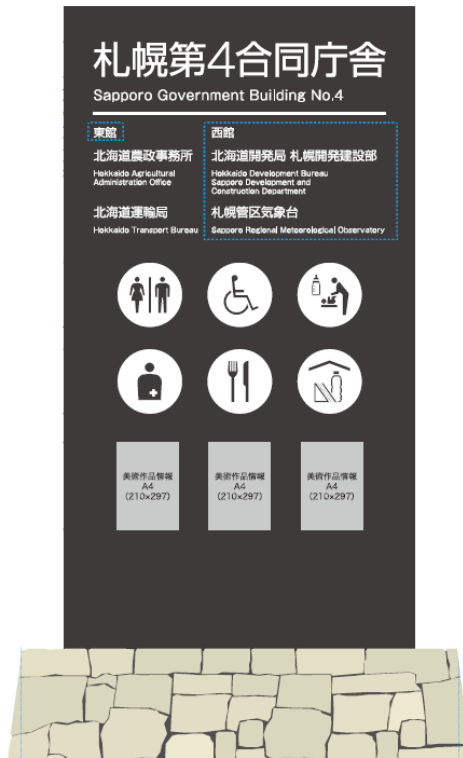 札幌第4合同庁舎
Sapporo Government Building No.4
東館
北海道農政事務所
Hokkaido Agricultural
Administration Office
北海道運輸局
Hokkaido Transport Bureau
西館
北海道開発局 札幌開発建設部
Hokkaido Development Bureau
Sapporo Development and
Construction Department
札幌管区気象台
Sapporo Regional Meteorological Observatory
美術作品情報
A4
(210×297)
美術作品情報
A4
(210×297)
美術作品情報
A4
(210×297)